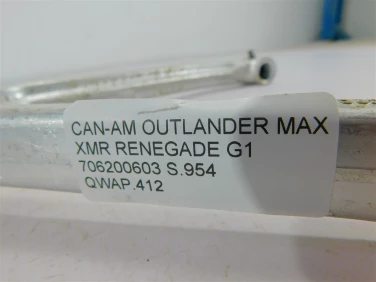 CAN-AM OUTLANDER MAX
XMR RENEGADE G1
706200603 S.954
QWAP.412